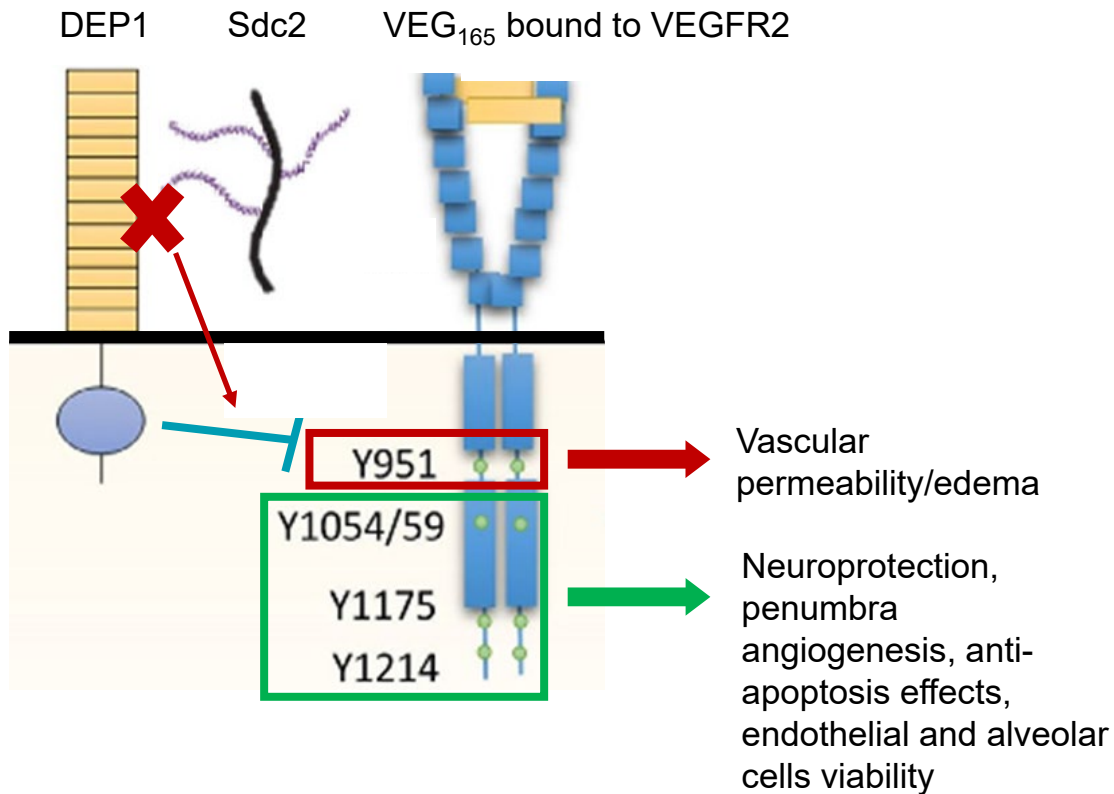 DEP1
Sdc2
VEG₁₆₅ bound to VEGFR2
Y951
Y1054/59
Y1175
Y1214
Vascular
permeability/edema
Neuroprotection,
penumbra
angiogenesis, anti-
apoptosis effects,
endothelial and alveolar
cells viability